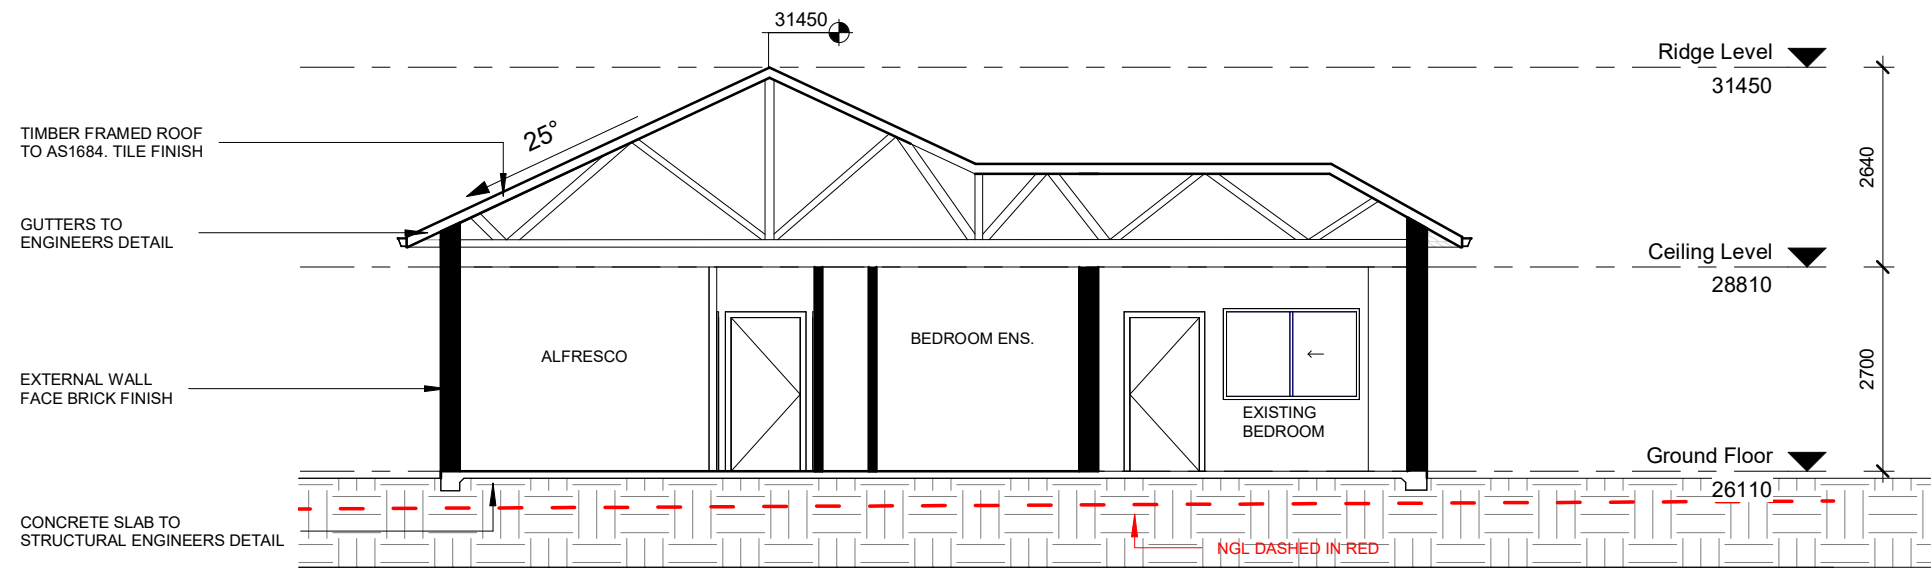 31450
Ridge Level
31450
25°
TIMBER FRAMED ROOF
TO AS1684. TILE FINISH
2640
GUTTERS TO
ENGINEERS DETAIL
Ceiling Level
28810
ALFRESCO
BEDROOM ENS.
2700
EXTERNAL WALL
FACE BRICK FINISH
EXISTING
BEDROOM
Ground Floor
26110
CONCRETE SLAB TO
STRUCTURAL ENGINEERS DETAIL
NGL DASHED IN RED